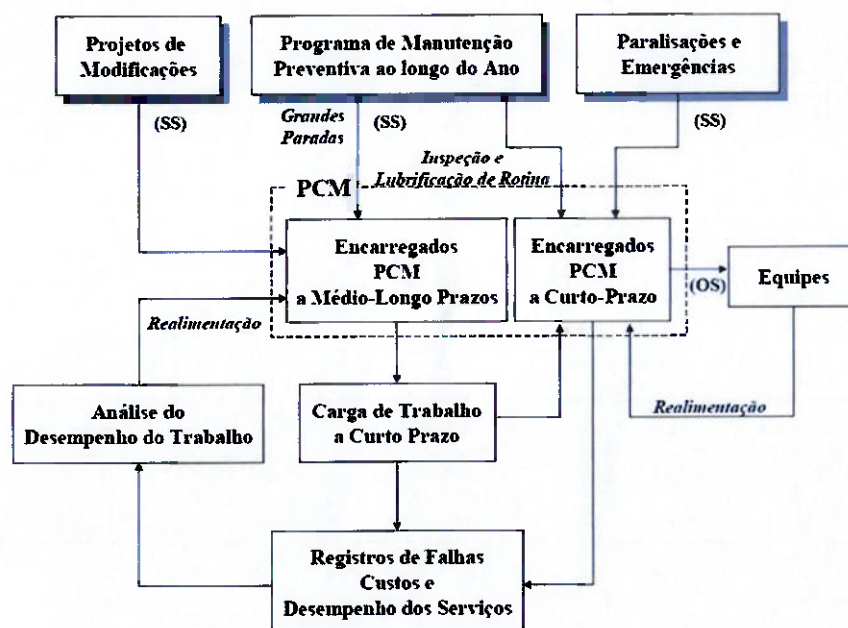 Projetos de
Modificações
Programa de Manutenção
Preventiva ao longo do Ano
Paralisações e
Emergências
(SS)
Grandes
Paradas
(SS)
(SS)
Inspeção e
Lubrificação de Rotina
PCM
Encarregados
PCM
a Médio-Longo Prazos
Encarregados
PCM
a Curto-Prazo
(OS)
Equipes
Realimentação
Análise do
Desempenho do Trabalho
Carga de Trabalho
a Curto Prazo
Realimentação
Registros de Falhas
Custos e
Desempenho dos Serviços